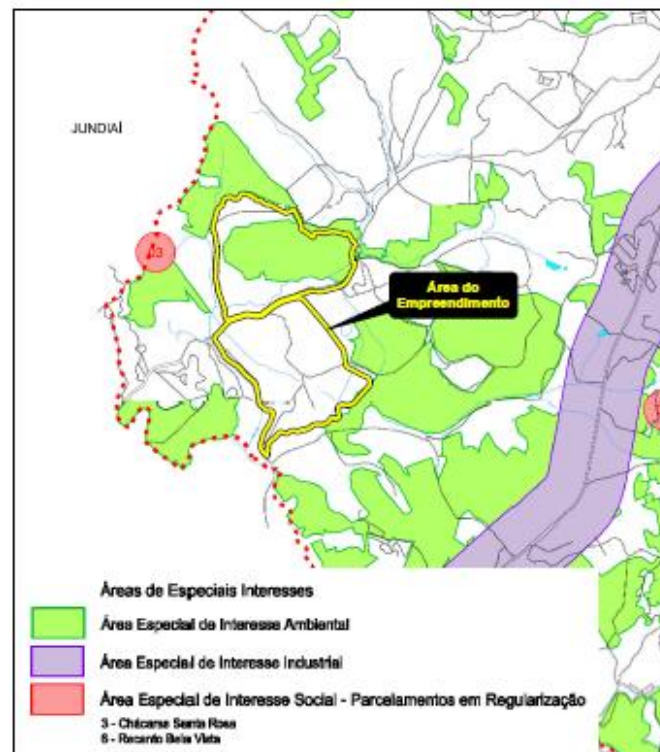 JUNDIAÍ
3
Área do
Empreendimento
Áreas de Especiais Interesses
Área Especial de Interesse Ambiental
Área Especial de Interesse Industrial
Área Especial de Interesse Social - Parcelamentos em Regularização
3 - Chácaras Santa Rosa
6 - Recanto Bela Vista